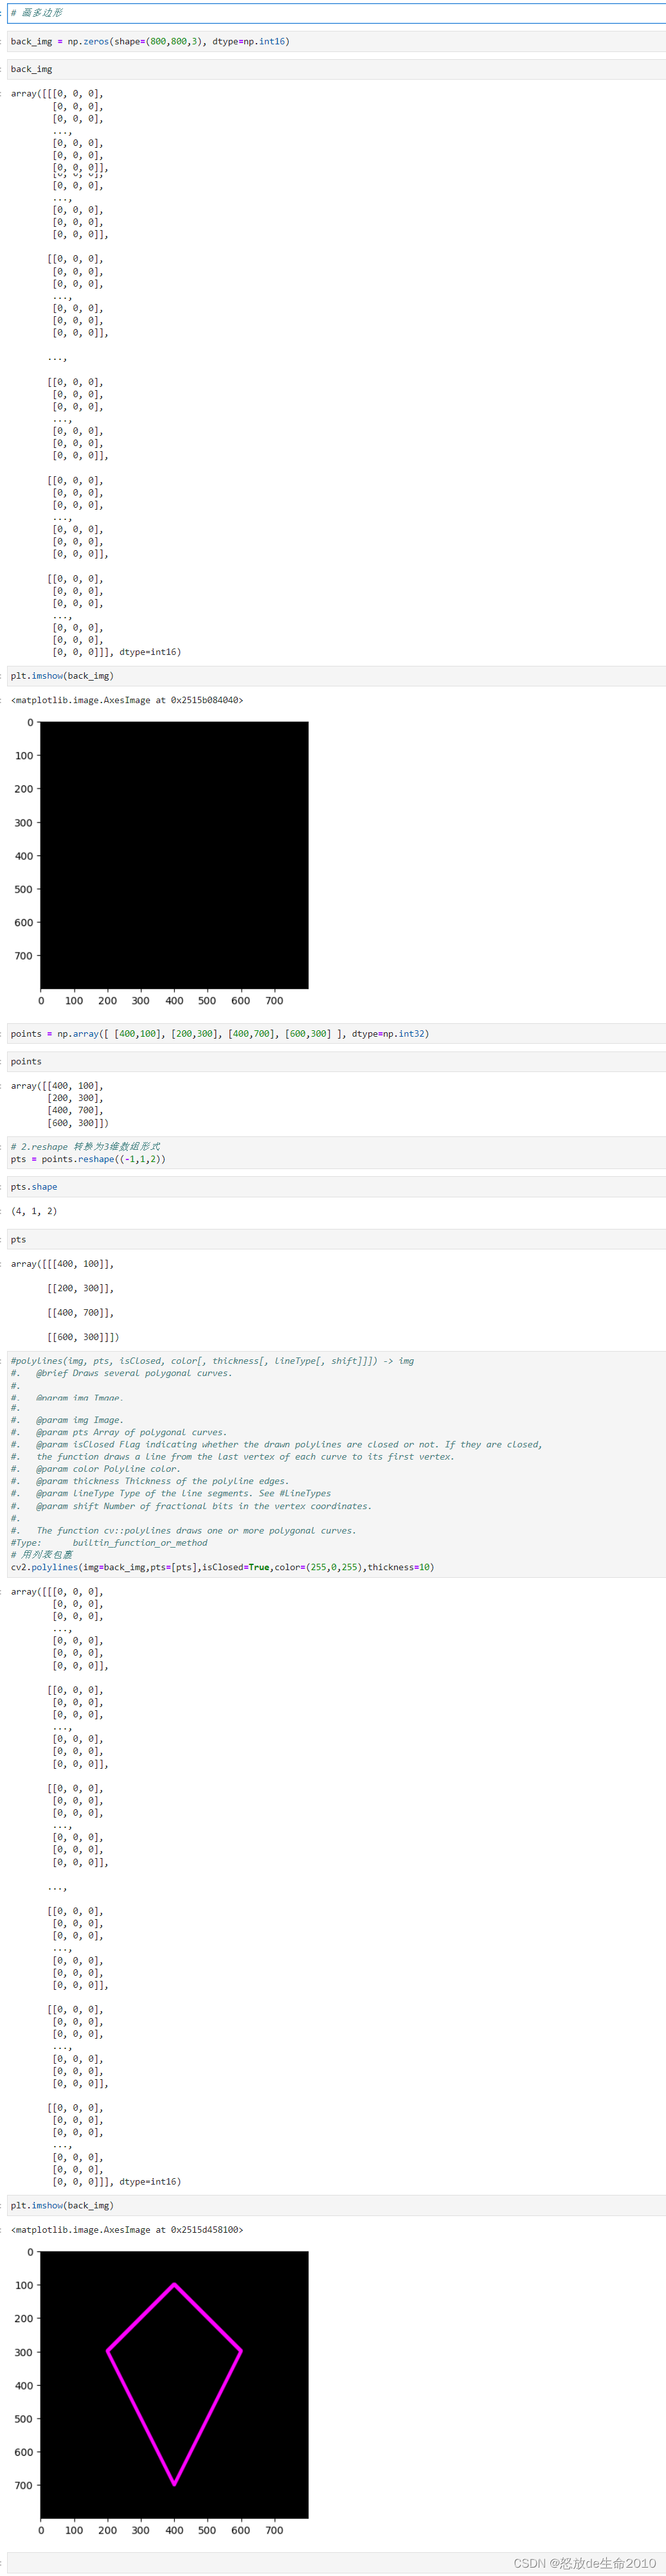 # 画多边形
back_img = np.zeros(shape=(800,800,3), dtype=np.int16)
back_img
array([[[0, 0, 0],
[0, 0, 0],
[0, 0, 0],
...,
[0, 0, 0],
[0, 0, 0],
[0, 0, 0]],
[0, 0, 0],
[0, 0, 0],
...,
[0, 0, 0],
[0, 0, 0],
[0, 0, 0]],
[[0, 0, 0],
[0, 0, 0],
[0, 0, 0],
...,
[0, 0, 0],
[0, 0, 0],
[0, 0, 0]],
...,
[[0, 0, 0],
[0, 0, 0],
[0, 0, 0],
...,
[0, 0, 0],
[0, 0, 0],
[0, 0, 0]],
[[0, 0, 0],
[0, 0, 0],
[0, 0, 0],
...,
[0, 0, 0],
[0, 0, 0],
[0, 0, 0]],
[[0, 0, 0],
[0, 0, 0],
[0, 0, 0],
...,
[0, 0, 0],
[0, 0, 0],
[0, 0, 0]]], dtype=int16)
plt.imshow(back_img)
<matplotlib.image.AxesImage at 0x2515b084040>
0
100
200
300
400
500
600
700
0 100 200 300 400 500 600 700
points = np.array([ [400,100], [200,300], [400,700], [600,300] ], dtype=np.int32)
points
array([[400, 100],
[200, 300],
[400, 700],
[600, 300]])
# 2.reshape 转换为3维数组形式
pts = points.reshape((-1,1,2))
pts.shape
(4, 1, 2)
pts
array([[[400, 100]],
[[200, 300]],
[[400, 700]],
[[600, 300]]])
#polylines(img, pts, isClosed, color[, thickness[, lineType[, shift]]]) -> img
#. @brief Draws several polygonal curves.
#.
#. @param img Image.
#.
#. @param img Image.
#. @param pts Array of polygonal curves.
#. @param isClosed Flag indicating whether the drawn polylines are closed or not. If they are closed,
#. the function draws a line from the last vertex of each curve to its first vertex.
#. @param color Polyline color.
#. @param thickness Thickness of the polyline edges.
#. @param lineType Type of the line segments. See #LineTypes
#. @param shift Number of fractional bits in the vertex coordinates.
#.
#. The function cv::polylines draws one or more polygonal curves.
#Type: builtin_function_or_method
# 用列表包裹
cv2.polylines(img=back_img,pts=[pts],isClosed=True,color=(255,0,255),thickness=10)
array([[[0, 0, 0],
[0, 0, 0],
[0, 0, 0],
...,
[0, 0, 0],
[0, 0, 0],
[0, 0, 0]],
[[0, 0, 0],
[0, 0, 0],
[0, 0, 0],
...,
[0, 0, 0],
[0, 0, 0],
[0, 0, 0]],
[[0, 0, 0],
[0, 0, 0],
[0, 0, 0],
...,
[0, 0, 0],
[0, 0, 0],
[0, 0, 0]],
...,
[[0, 0, 0],
[0, 0, 0],
[0, 0, 0],
...,
[0, 0, 0],
[0, 0, 0],
[0, 0, 0]],
[[0, 0, 0],
[0, 0, 0],
[0, 0, 0],
...,
[0, 0, 0],
[0, 0, 0],
[0, 0, 0]],
[[0, 0, 0],
[0, 0, 0],
[0, 0, 0],
...,
[0, 0, 0],
[0, 0, 0],
[0, 0, 0]]], dtype=int16)
plt.imshow(back_img)
<matplotlib.image.AxesImage at 0x2515d458100>
0
100
200
300
400
500
600
700
0 100 200 300 400 500 600 700
CSDN @怒放de生命2010